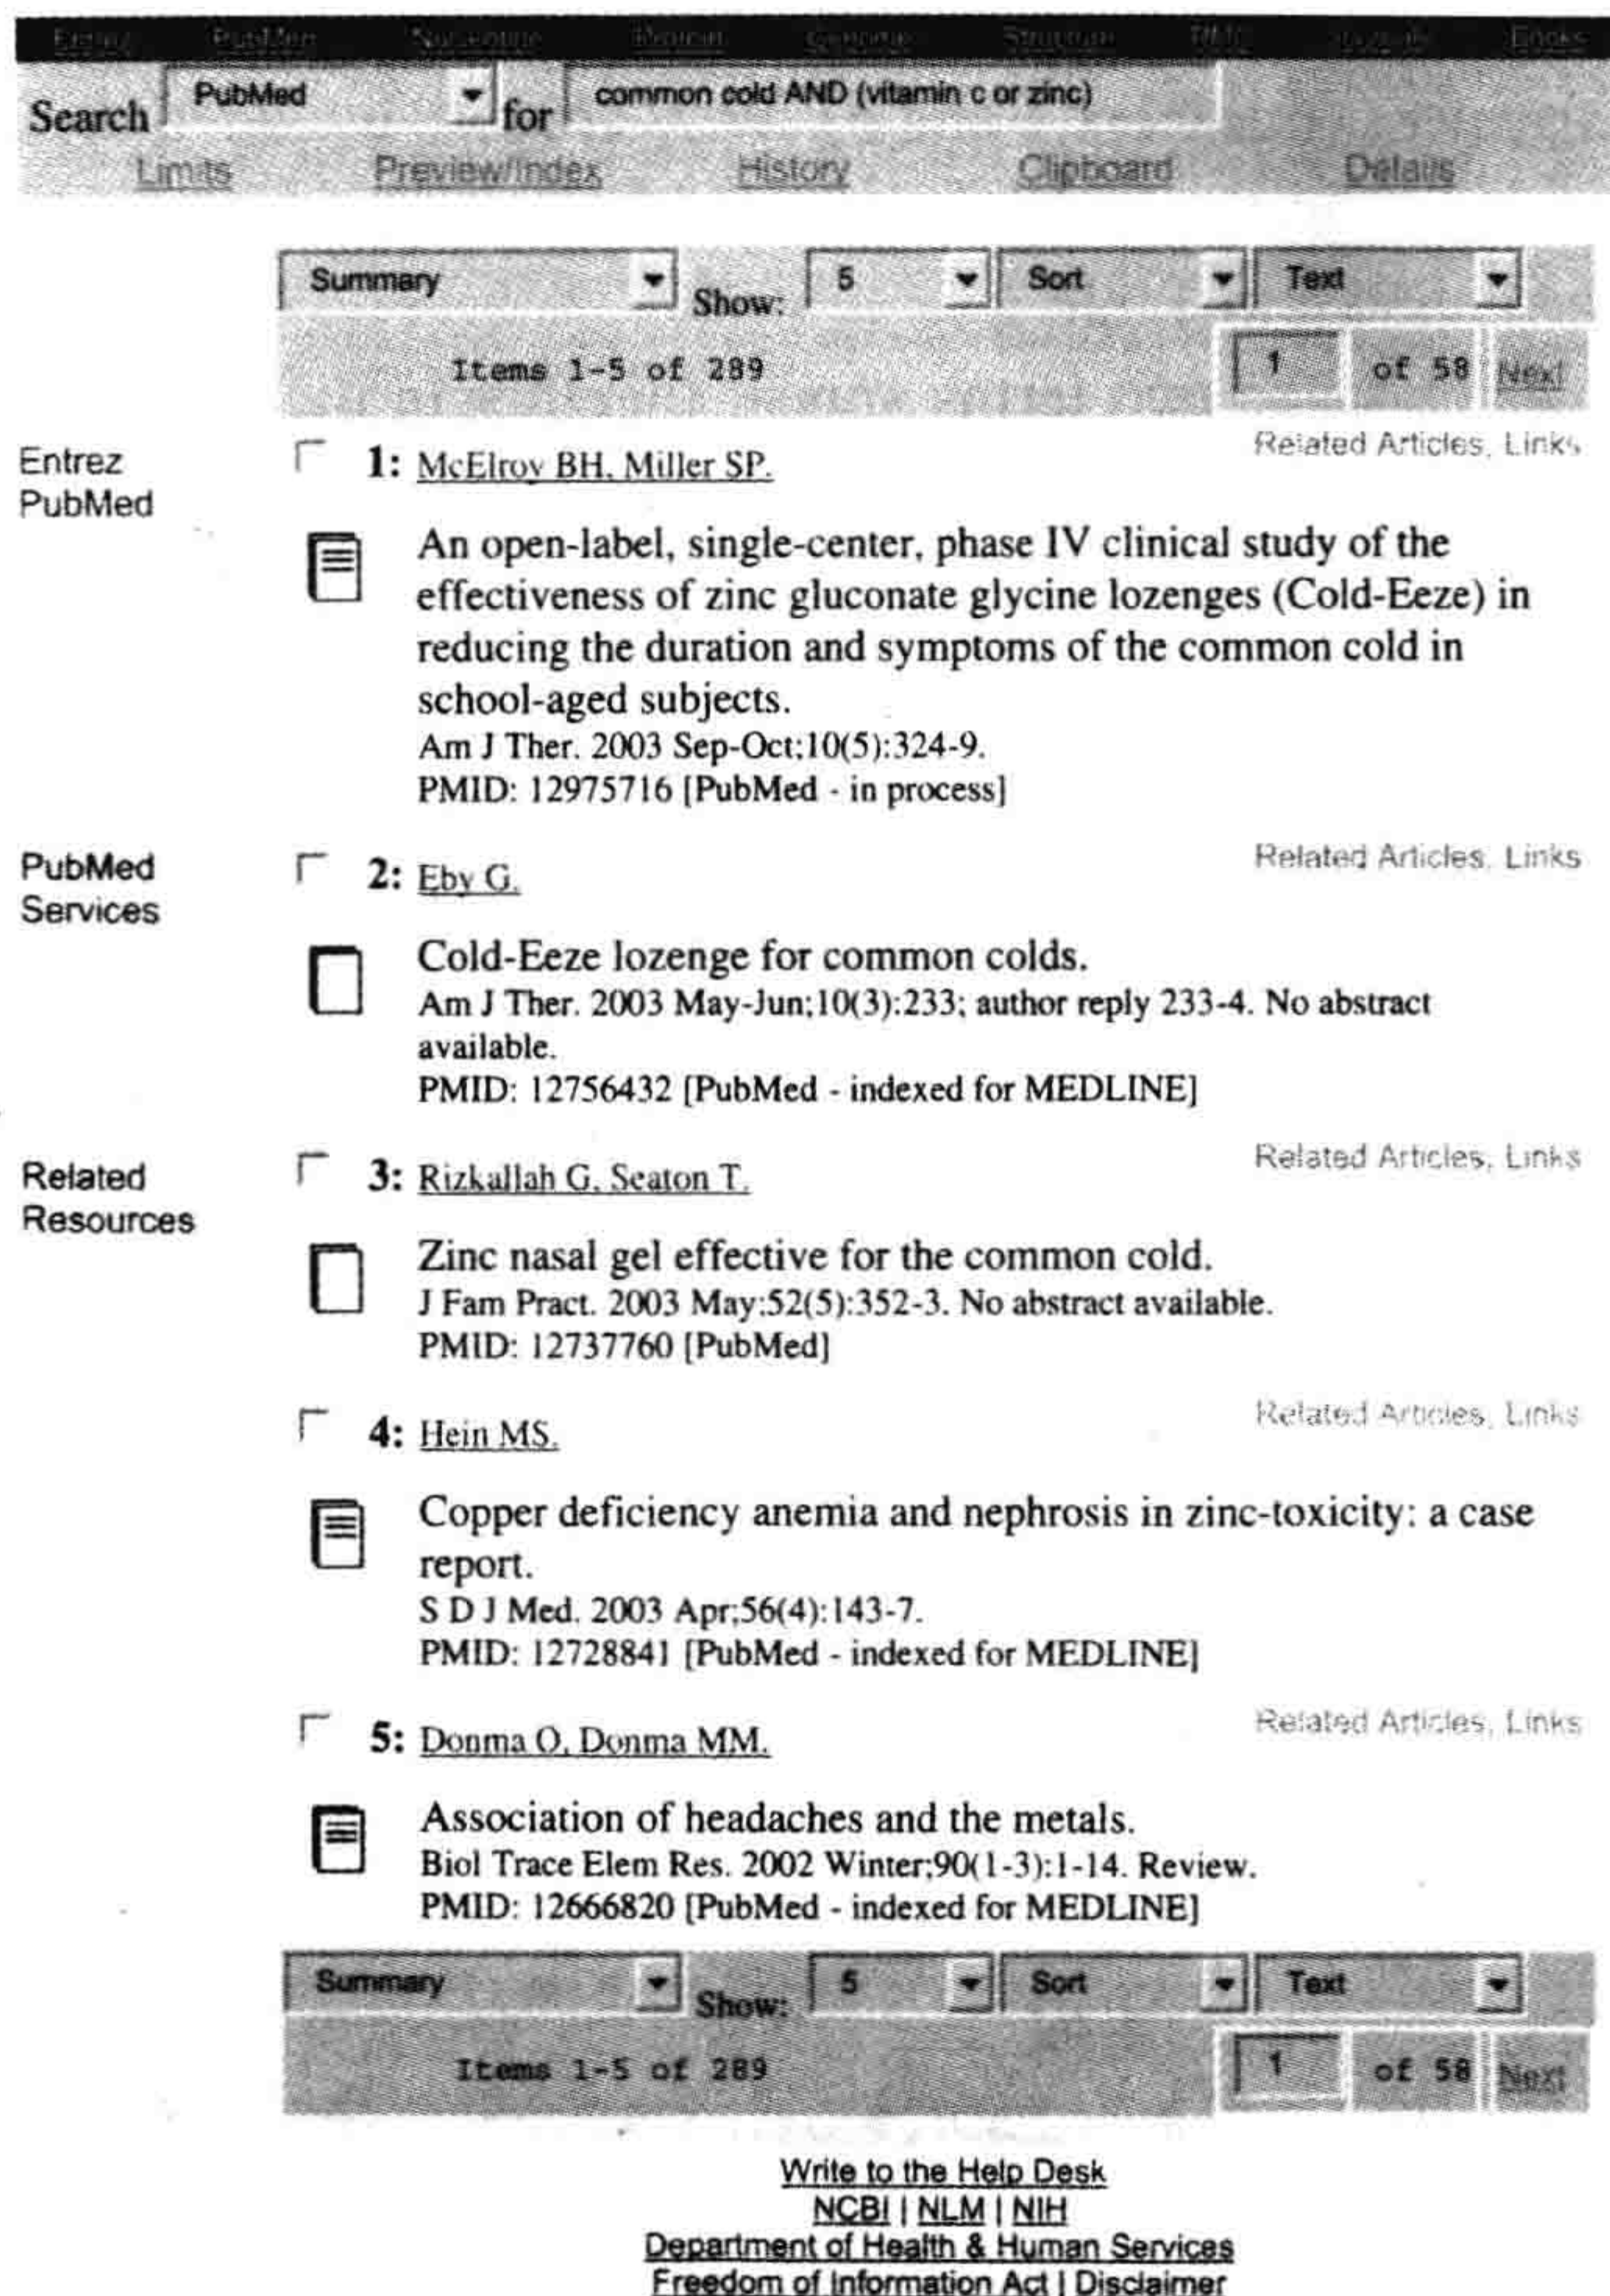 Entrez PubMed Nucleotide Protein Genome Structure PMC Journals Books
Search PubMed for common cold AND (vitamin c or zinc)
Limits Preview/Index History Clipboard Details
Summary Show: 5 Sort Text
Items 1-5 of 289 1 of 58 Next
Entrez
PubMed
1: McElroy BH, Miller SP. Related Articles, Links
An open-label, single-center, phase IV clinical study of the
effectiveness of zinc gluconate glycine lozenges (Cold-Eeze) in
reducing the duration and symptoms of the common cold in
school-aged subjects.
Am J Ther. 2003 Sep-Oct;10(5):324-9.
PMID: 12975716 [PubMed - in process]
PubMed
Services
2: Eby G. Related Articles, Links
Cold-Eeze lozenge for common colds.
Am J Ther. 2003 May-Jun;10(3):233; author reply 233-4. No abstract
available.
PMID: 12756432 [PubMed - indexed for MEDLINE]
Related
Resources
3: Rizkallah G, Seaton T. Related Articles, Links
Zinc nasal gel effective for the common cold.
J Fam Pract. 2003 May;52(5):352-3. No abstract available.
PMID: 12737760 [PubMed]
4: Hein MS. Related Articles, Links
Copper deficiency anemia and nephrosis in zinc-toxicity: a case
report.
S D J Med. 2003 Apr;56(4):143-7.
PMID: 12728841 [PubMed - indexed for MEDLINE]
5: Donma O, Donma MM. Related Articles, Links
Association of headaches and the metals.
Biol Trace Elem Res. 2002 Winter;90(1-3):1-14. Review.
PMID: 12666820 [PubMed - indexed for MEDLINE]
Summary Show: 5 Sort Text
Items 1-5 of 289 1 of 58 Next
Write to the Help Desk
NCBI | NLM | NIH
Department of Health & Human Services
Freedom of Information Act | Disclaimer